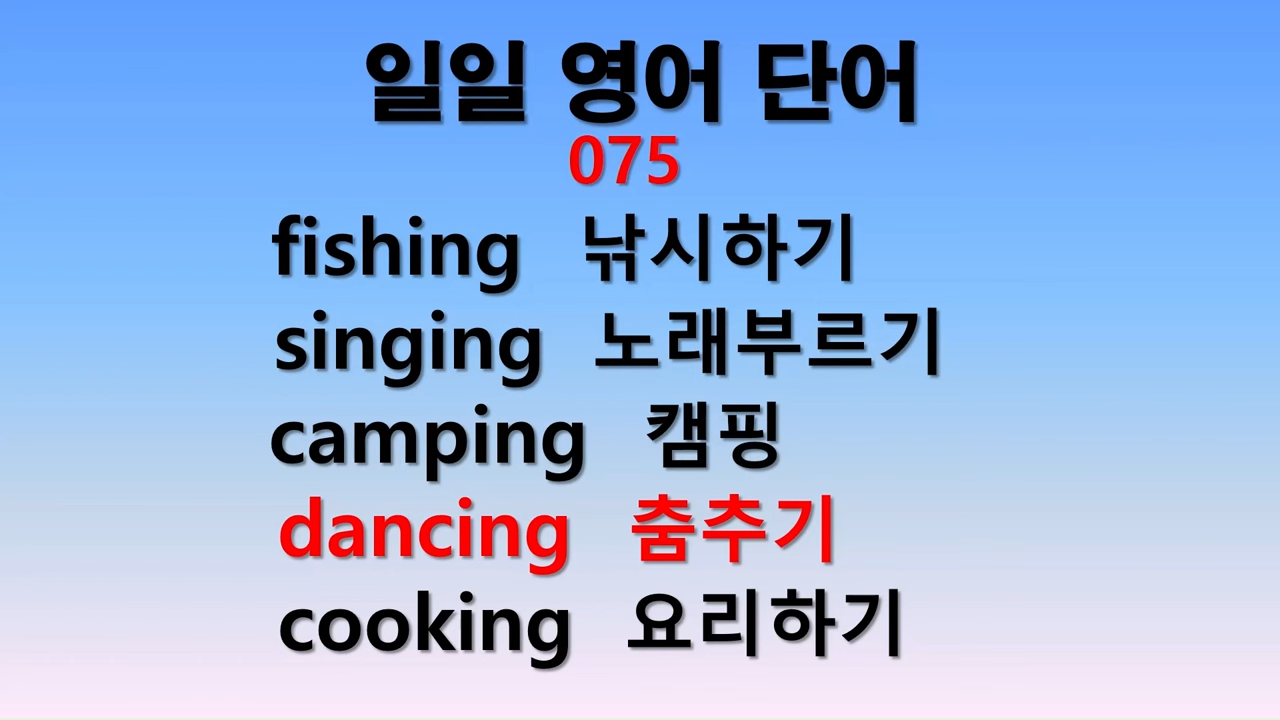 일일 영어 단어
075
fishing 낚시하기
singing 노래부르기
camping 캠핑
dancing 춤추기
cooking 요리하기